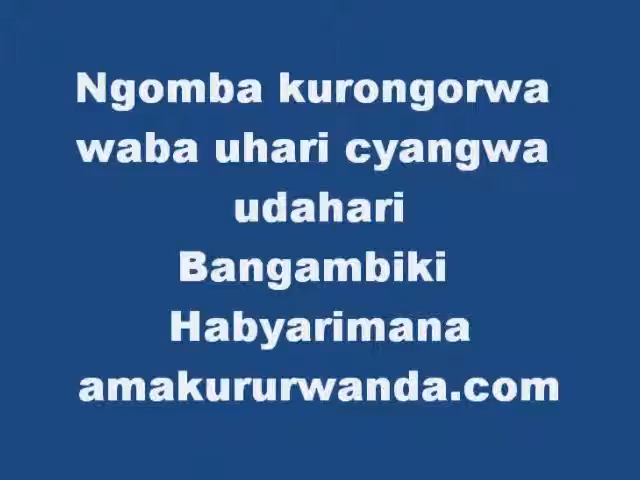 Ngomba kurongorwa
waba uhari cyangwa
udahari
Bangambiki
Habyarimana
amakururwanda.com